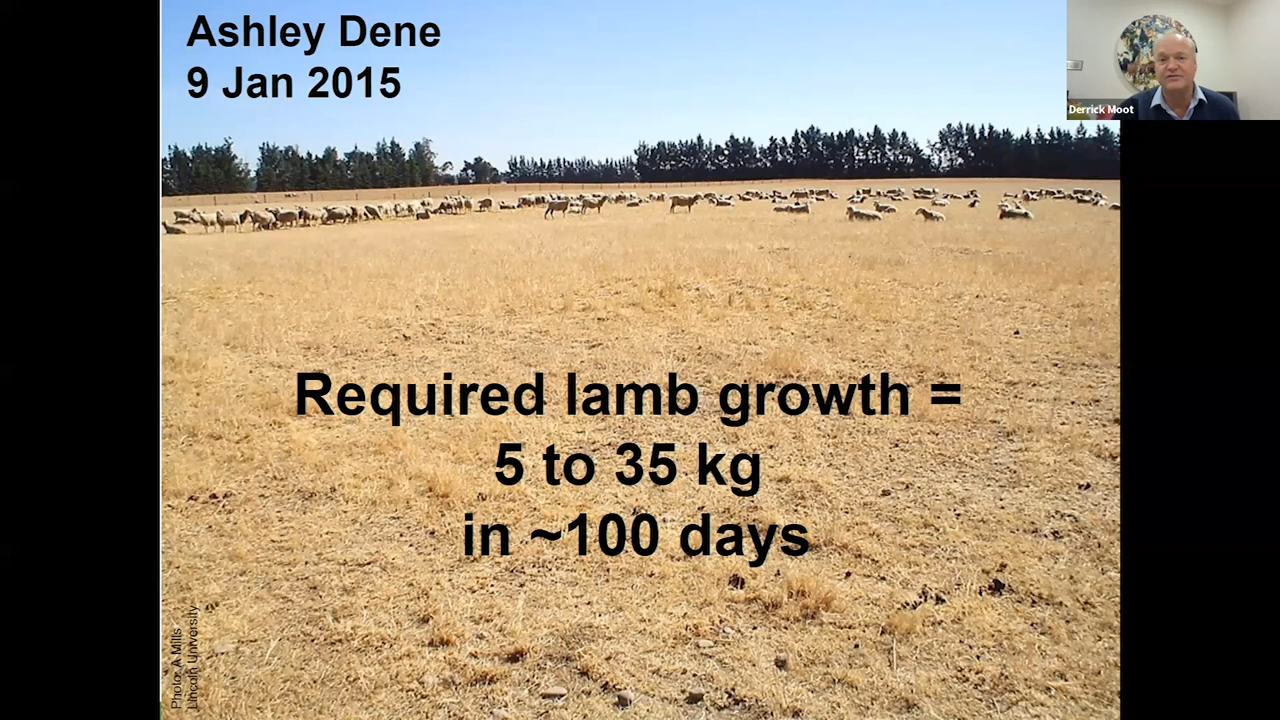 Ashley Dene
9 Jan 2015
Derrick Moot
Required lamb growth =
5 to 35 kg
in ~100 days
Photo: A Mills
Lincoln University